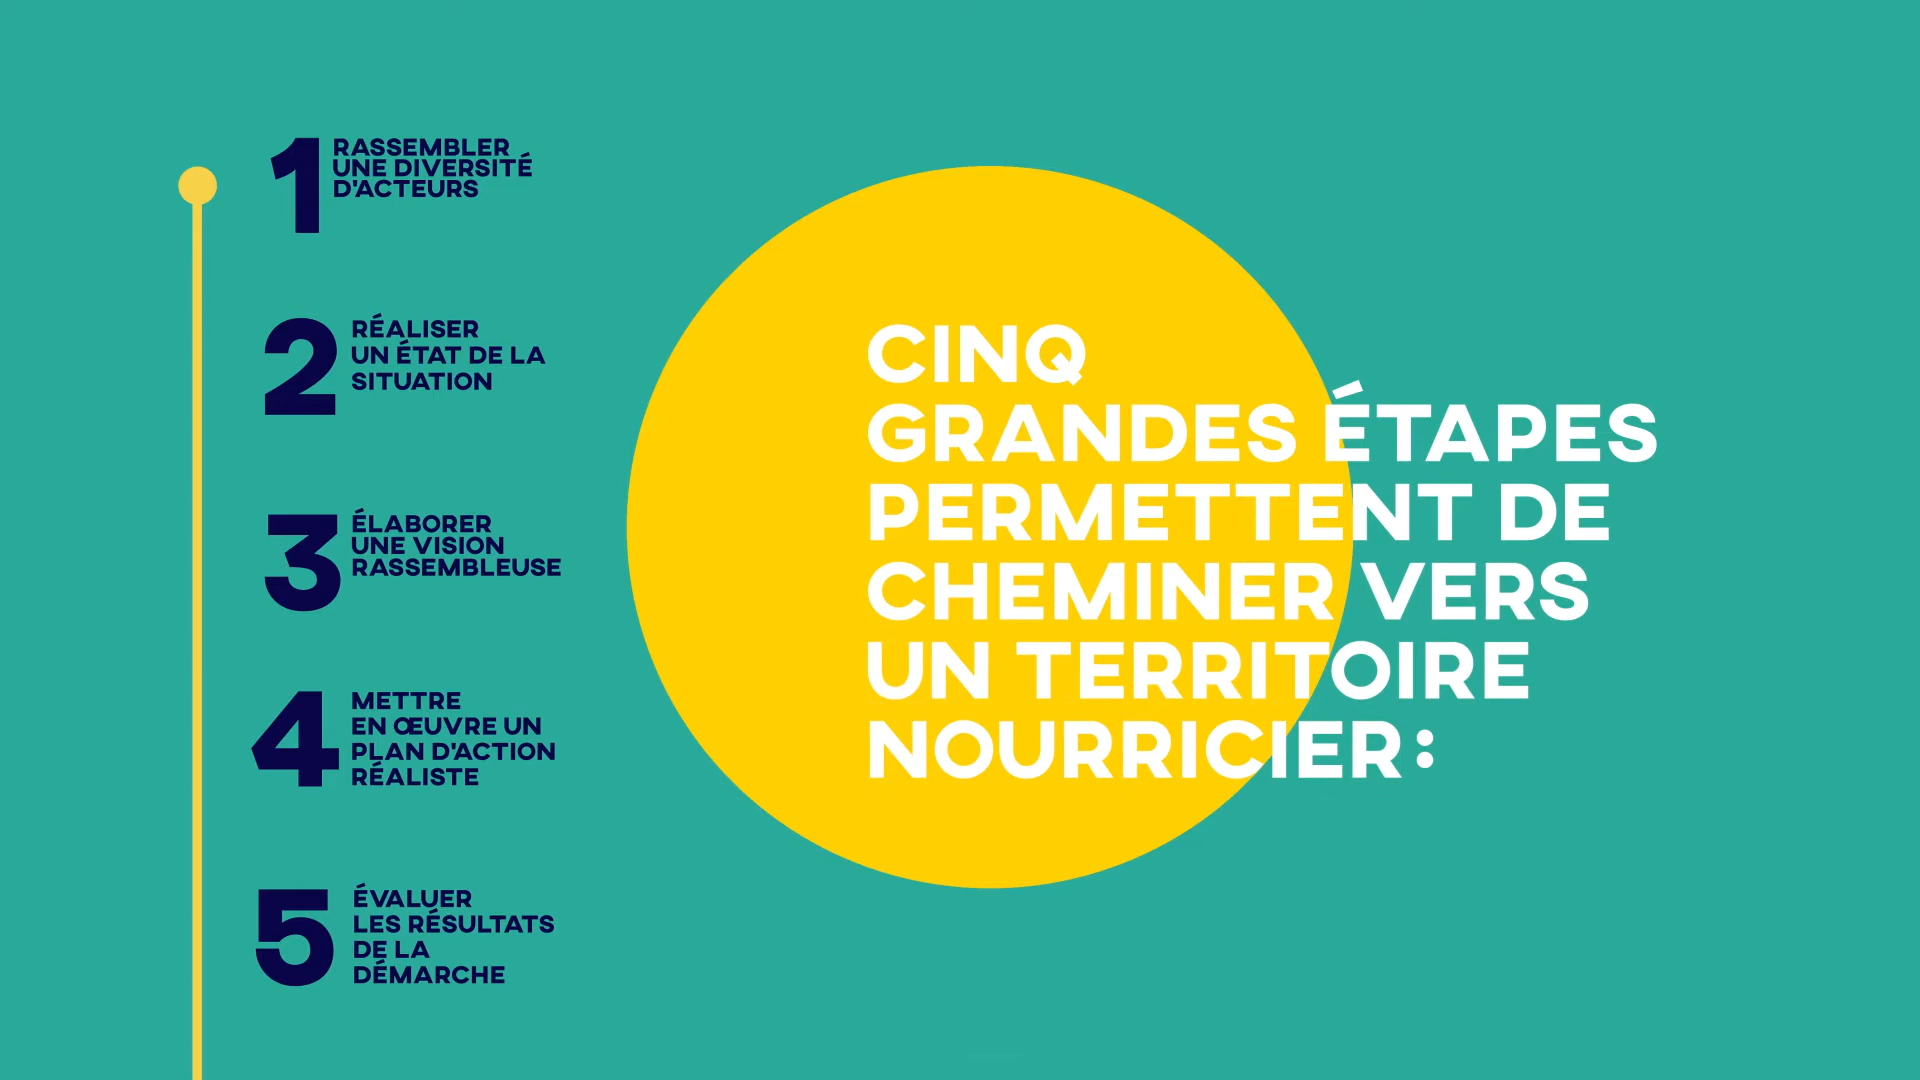 1
RASSEMBLER
UNE DIVERSITÉ
D'ACTEURS
2
RÉALISER
UN ÉTAT DE LA
SITUATION
3
ÉLABORER
UNE VISION
RASSEMBLEUSE
4
METTRE
EN ŒUVRE UN
PLAN D'ACTION
RÉALISTE
5
ÉVALUER
LES RÉSULTATS
DE LA
DÉMARCHE
CINQ
GRANDES ÉTAPES
PERMETTENT DE
CHEMINER VERS
UN TERRITOIRE
NOURRICIER :